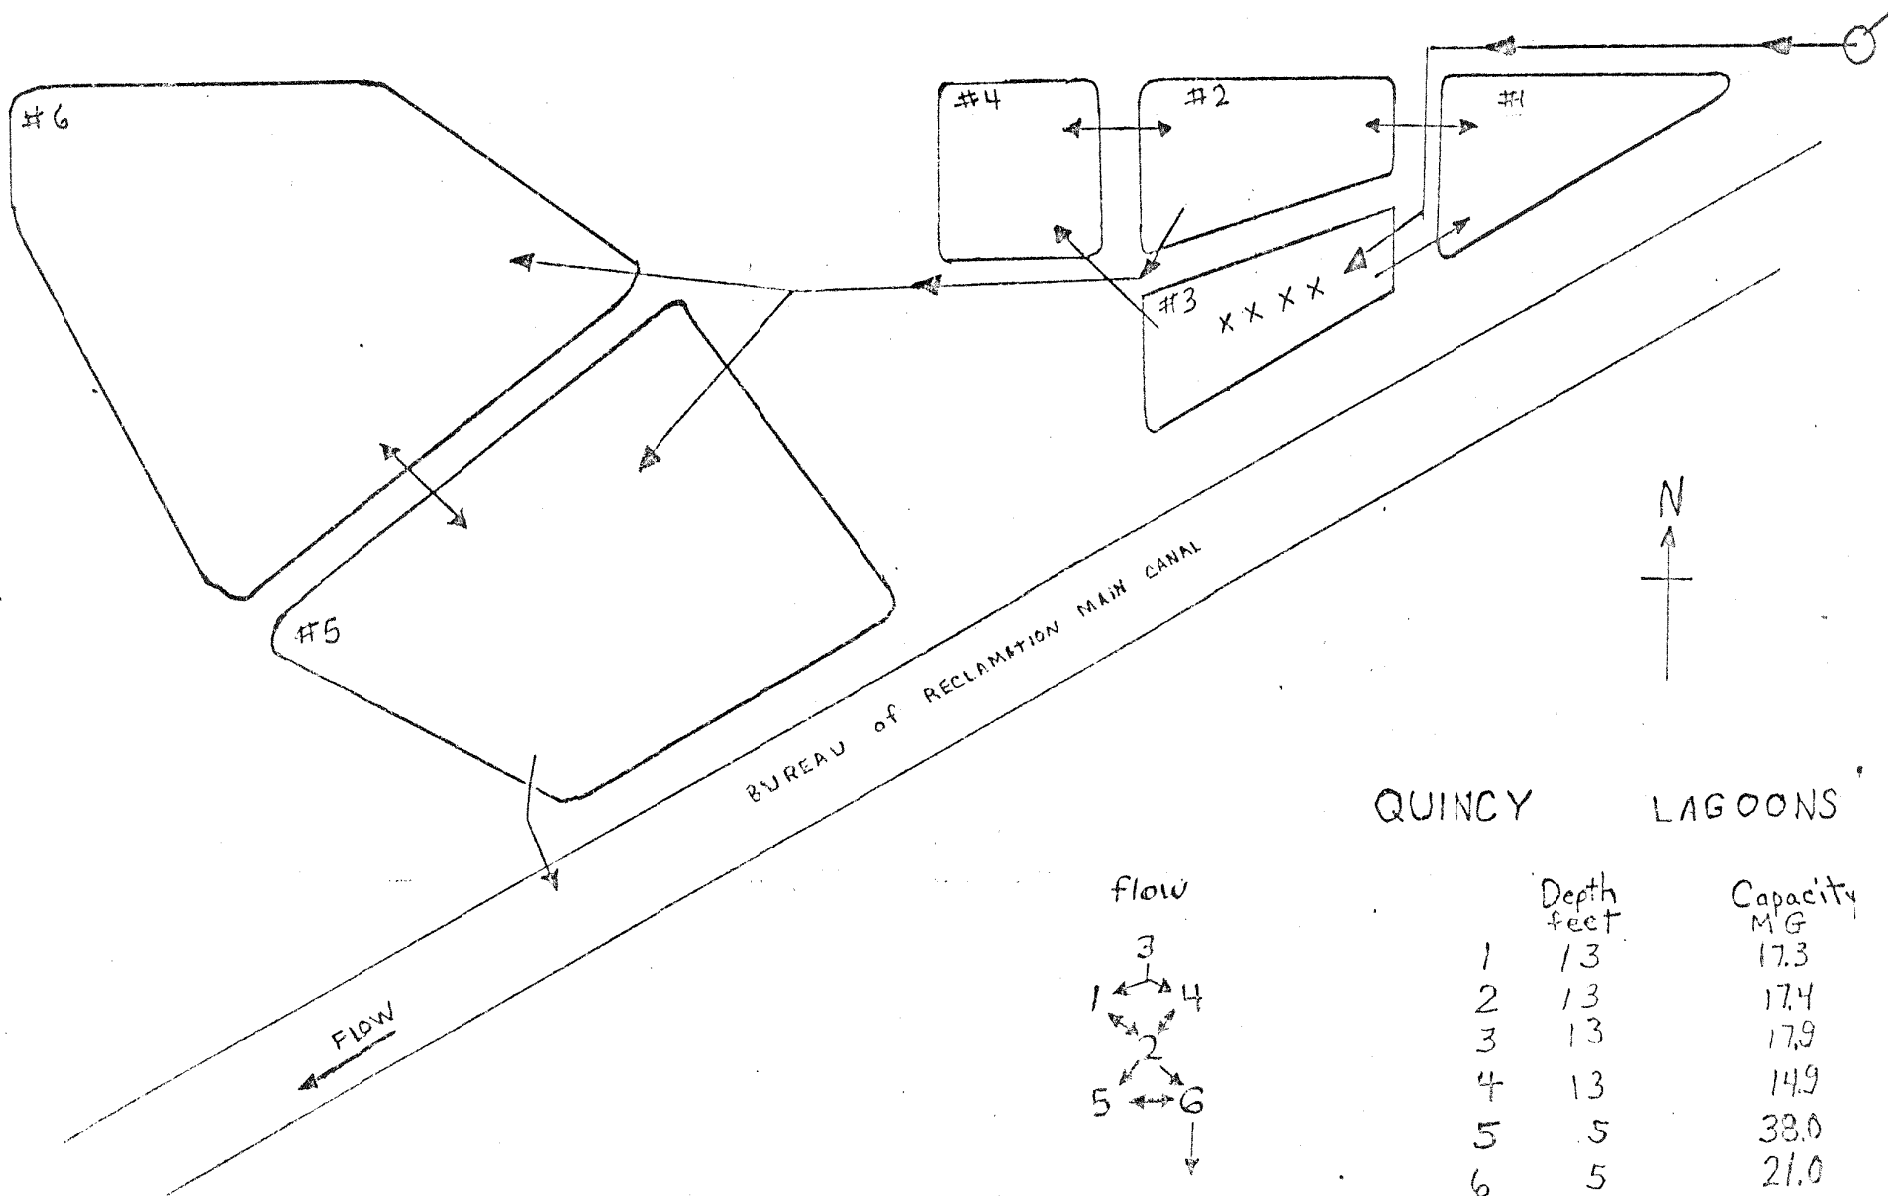 #6
#4
#2
#1
#3
X X X X
#5
BUREAU of RECLAMATION MAIN CANAL
N
FLOW
QUINCY LAGOONS
flow
3
1 4
2
5 6
Depth Capacity
feet MG
1 13 17.3
2 13 17.4
3 13 17.9
4 13 14.9
5 5 38.0
6 5 21.0